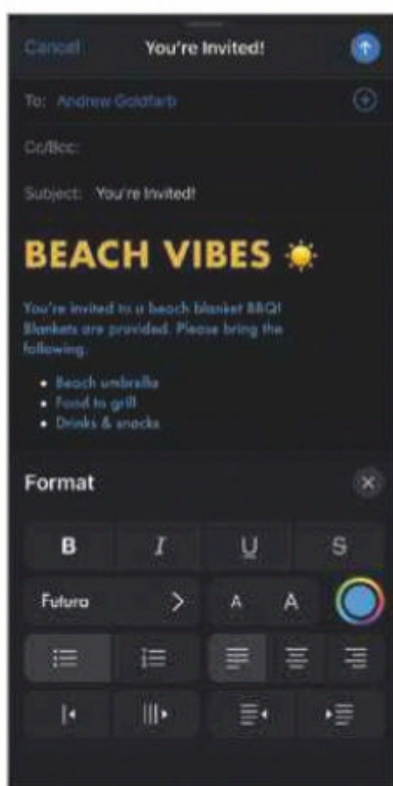 Cancel You're Invited!
To: Andrew Goldfarb
Cc/Bcc:
Subject: You're Invited!
BEACH VIBES ☀️
You're invited to a beach blanket BBQ!
Blankets are provided. Please bring the
following.
• Beach umbrella
• Food to grill
• Drinks & snacks
Format
B I U S
Futura A A